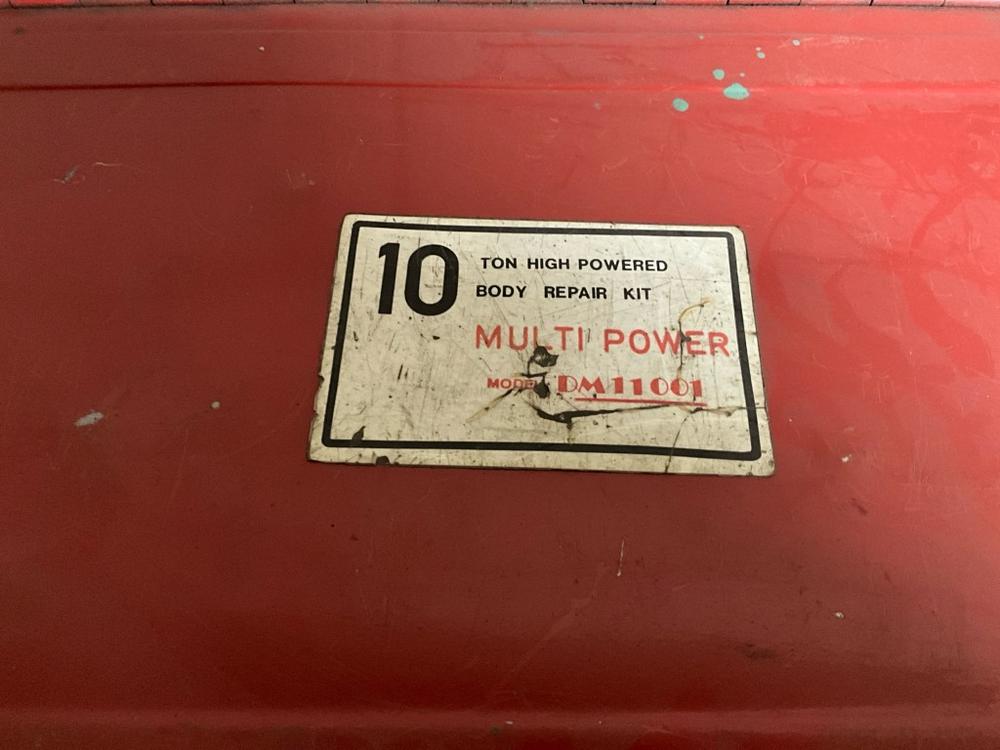 10
TON HIGH POWERED
BODY REPAIR KIT
MULTI POWER
MODEL DM11001